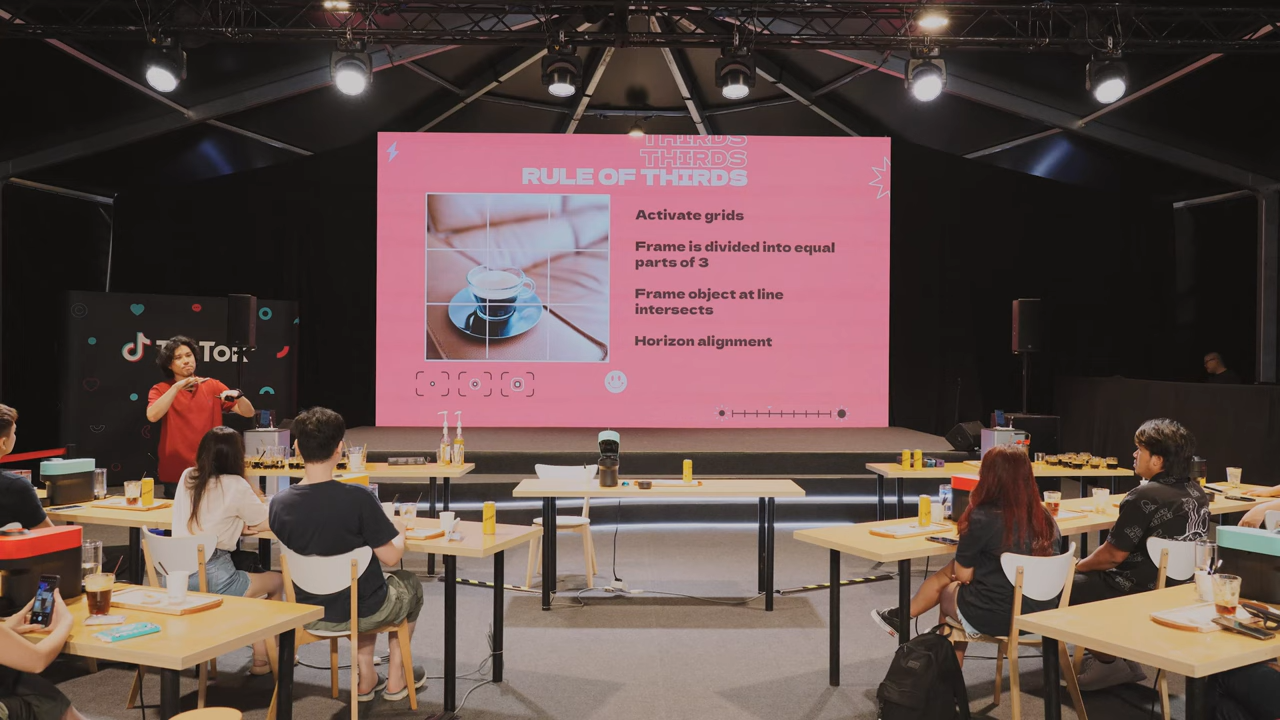 THIRDS
THIRDS
RULE OF THIRDS
Activate grids
Frame is divided into equal
parts of 3
Frame object at line
intersects
Horizon alignment
TikTok